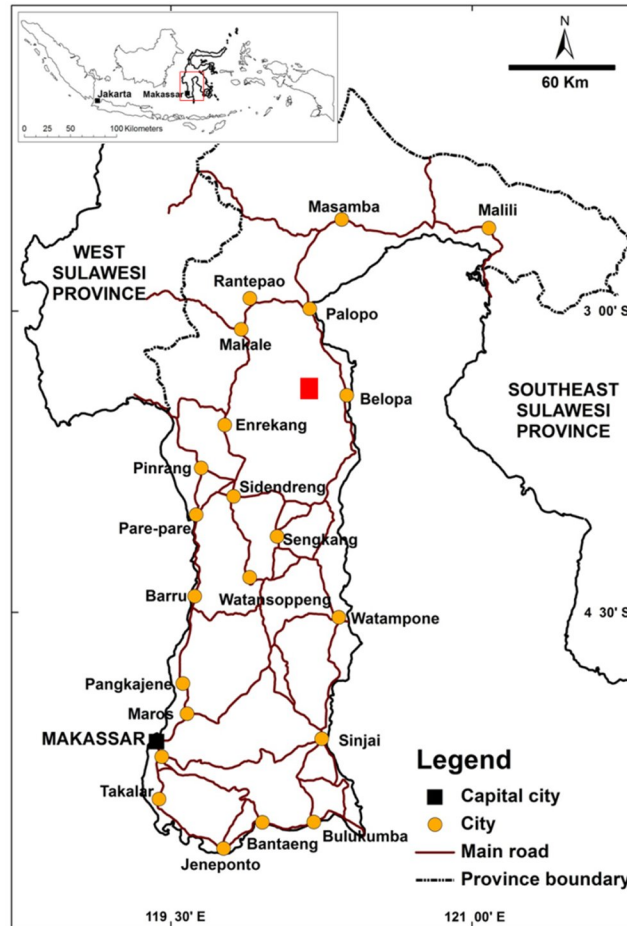 Jakarta
Makassar
0 25 50 100 Kilometers
N
60 Km
Masamba
Malili
WEST
SULAWESI
PROVINCE
Rantepao
Palopo
3 00' S
Makale
Belopa
SOUTHEAST
SULAWESI
PROVINCE
Enrekang
Pinrang
Sidendreng
Pare-pare
Sengkang
Barru
Watansoppeng
Watampone
4 30' S
Pangkajene
Maros
MAKASSAR
Sinjai
Takalar
Bantaeng
Bulukumba
Jeneponto
Legend
Capital city
City
Main road
Province boundary
119 30' E
121 00' E